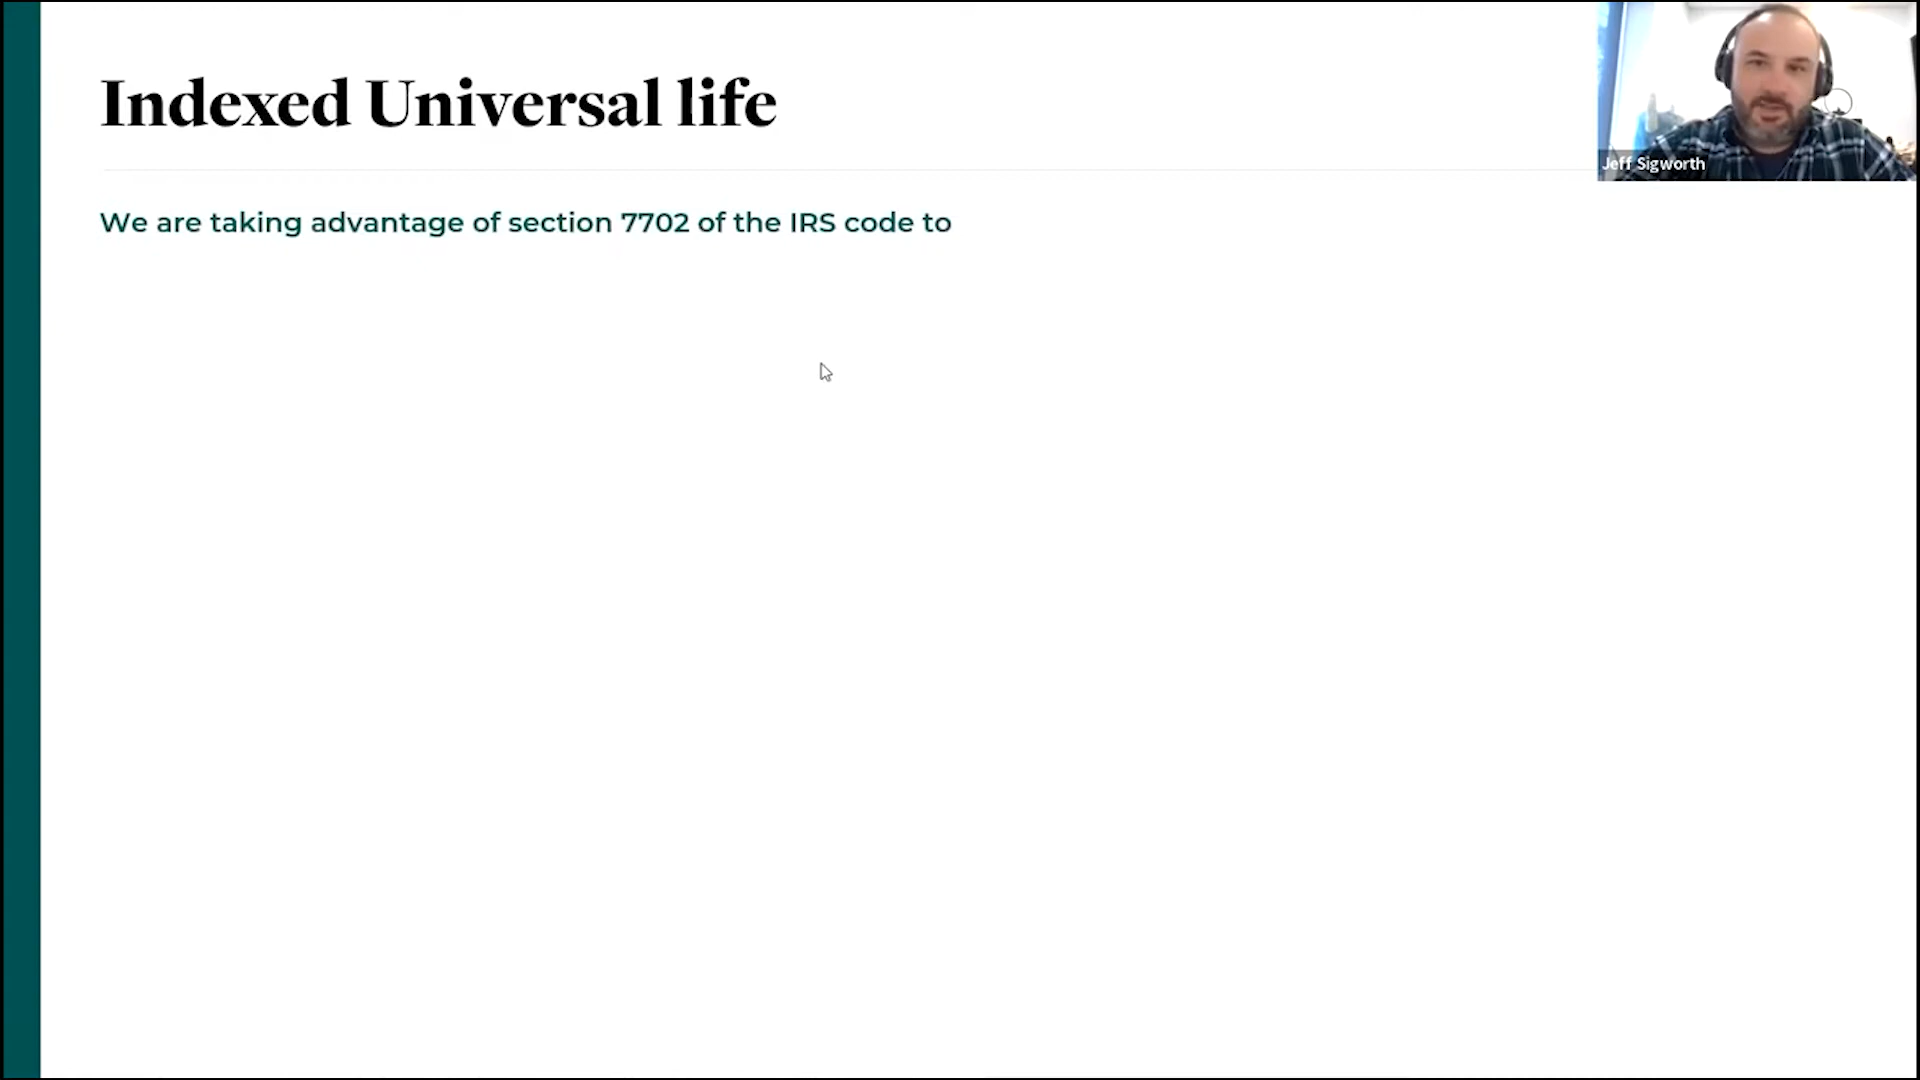 Indexed Universal life
Jeff Sigworth
We are taking advantage of section 7702 of the IRS code to